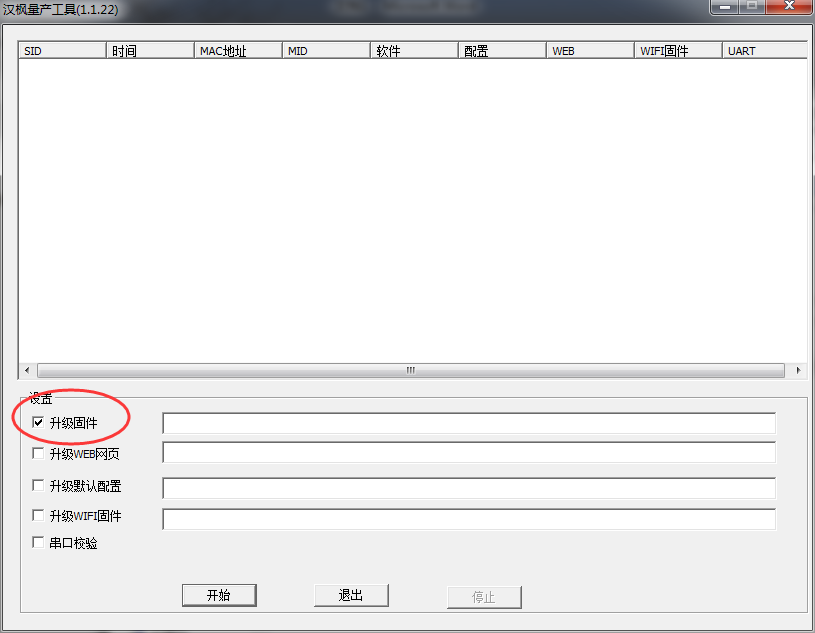 汉枫量产工具(1.1.22)
SID 时间 MAC地址 MID 软件 配置 WEB WIFI固件 UART
设置
升级固件
升级WEB网页
升级默认配置
升级WIFI固件
串口校验
开始 退出 停止